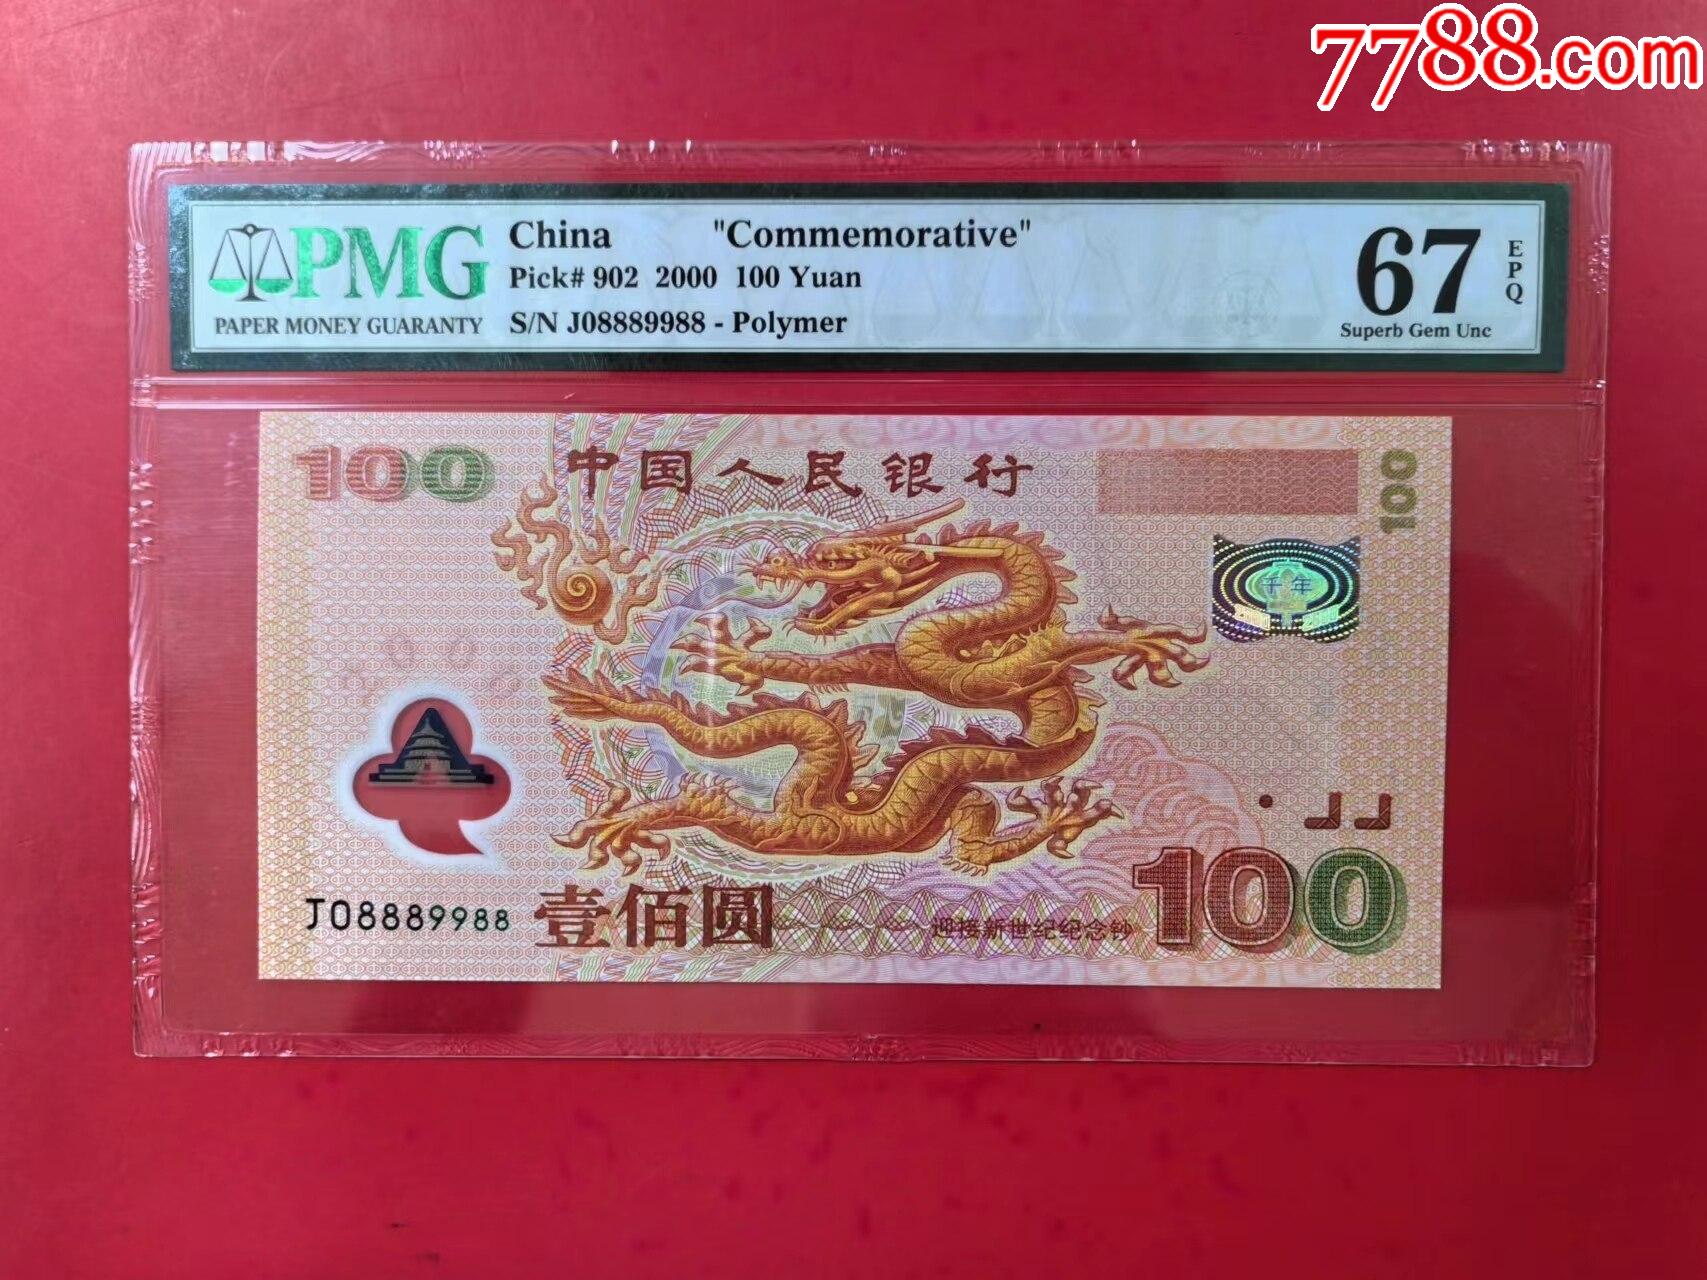 7788.com
PMG
PAPER MONEY GUARANTY
China "Commemorative"
Pick# 902 2000 100 Yuan
S/N J08889988 - Polymer
67
EPQ
Superb Gem Unc
100
中国人民银行
100
千年
J08889988
壹佰圆
迎接新世纪纪念钞
100